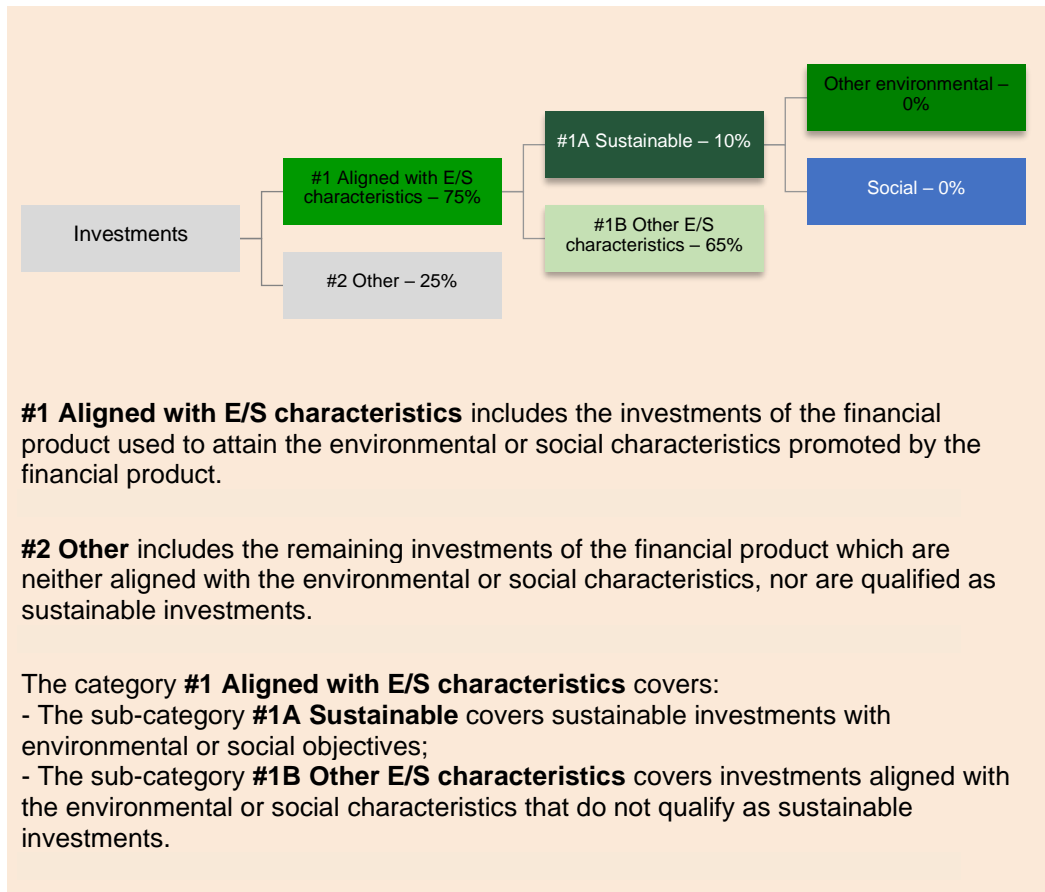 Other environmental –
0%
#1A Sustainable – 10%
#1 Aligned with E/S
characteristics – 75%
Social – 0%
Investments
#1B Other E/S
characteristics – 65%
#2 Other – 25%
#1 Aligned with E/S characteristics includes the investments of the financial
product used to attain the environmental or social characteristics promoted by the
financial product.
#2 Other includes the remaining investments of the financial product which are
neither aligned with the environmental or social characteristics, nor are qualified as
sustainable investments.
The category #1 Aligned with E/S characteristics covers:
- The sub-category #1A Sustainable covers sustainable investments with
environmental or social objectives;
- The sub-category #1B Other E/S characteristics covers investments aligned with
the environmental or social characteristics that do not qualify as sustainable
investments.